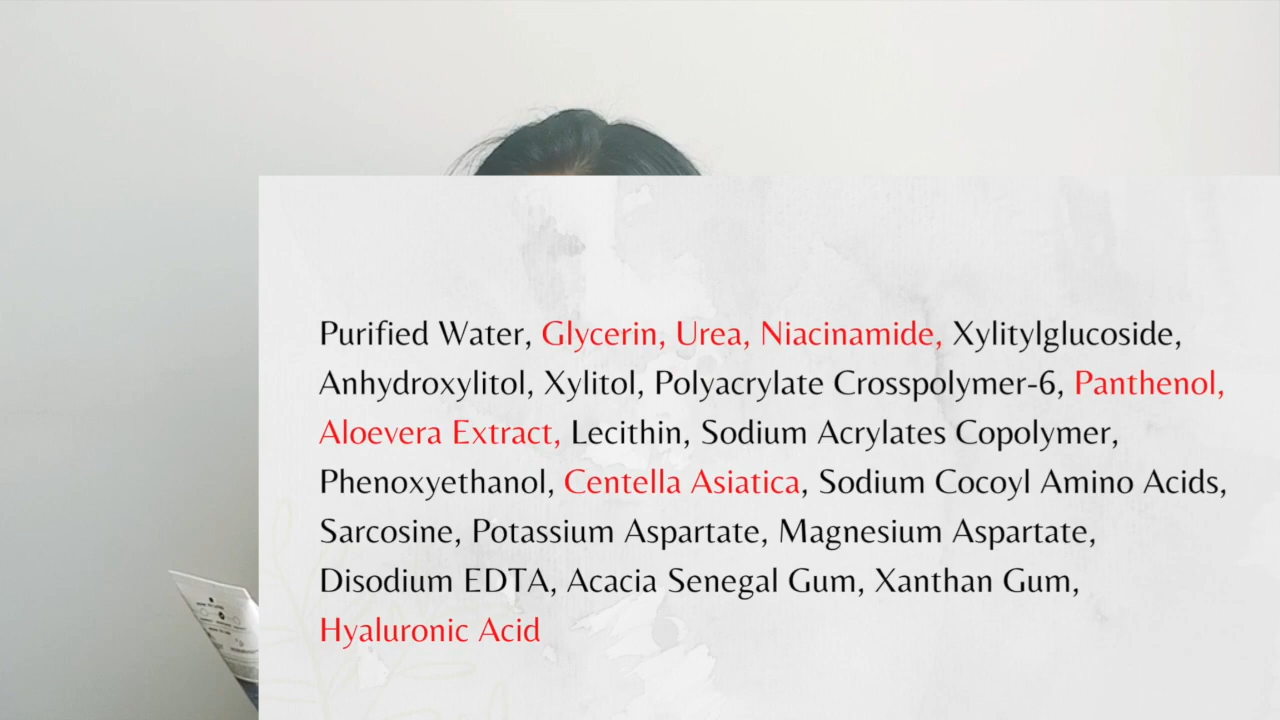 Purified Water, Glycerin, Urea, Niacinamide, Xylitylglucoside,
Anhydroxylitol, Xylitol, Polyacrylate Crosspolymer-6, Panthenol,
Aloevera Extract, Lecithin, Sodium Acrylates Copolymer,
Phenoxyethanol, Centella Asiatica, Sodium Cocoyl Amino Acids,
Sarcosine, Potassium Aspartate, Magnesium Aspartate,
Disodium EDTA, Acacia Senegal Gum, Xanthan Gum,
Hyaluronic Acid